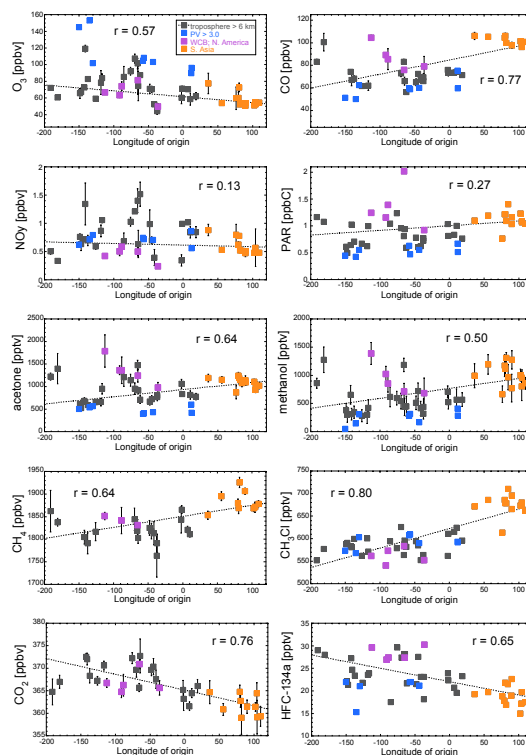 O3 [ppbv]
160
140
120
100
80
60
40
r = 0.57
troposphere > 6 km
PV > 3.0
WCB; N. America
S. Asia
-200 -150 -100 -50 0 50 100
Longitude of origin
CO [ppbv]
120
100
80
60
40
20
0
r = 0.77
-200 -150 -100 -50 0 50 100
Longitude of origin
NOy [ppbv]
2
1.5
1
0.5
0
r = 0.13
-200 -150 -100 -50 0 50 100
Longitude of origin
PAR [ppbC]
2
1.5
1
0.5
0
r = 0.27
-200 -150 -100 -50 0 50 100
Longitude of origin
acetone [pptv]
2500
2000
1500
1000
500
0
r = 0.64
-200 -150 -100 -50 0 50 100
Longitude of origin
methanol [pptv]
2000
1500
1000
500
0
r = 0.50
-200 -150 -100 -50 0 50 100
Longitude of origin
CH4 [ppbv]
1950
1900
1850
1800
1750
1700
r = 0.64
-200 -150 -100 -50 0 50 100
Longitude of origin
CH3Cl [pptv]
750
700
650
600
550
500
r = 0.80
-200 -150 -100 -50 0 50 100
Longitude of origin
CO2 [ppbv]
380
375
370
365
360
355
r = 0.76
-200 -150 -100 -50 0 50 100
Longitude of origin
HFC-134a [pptv]
35
30
25
20
15
10
r = 0.65
-200 -150 -100 -50 0 50 100
Longitude of origin